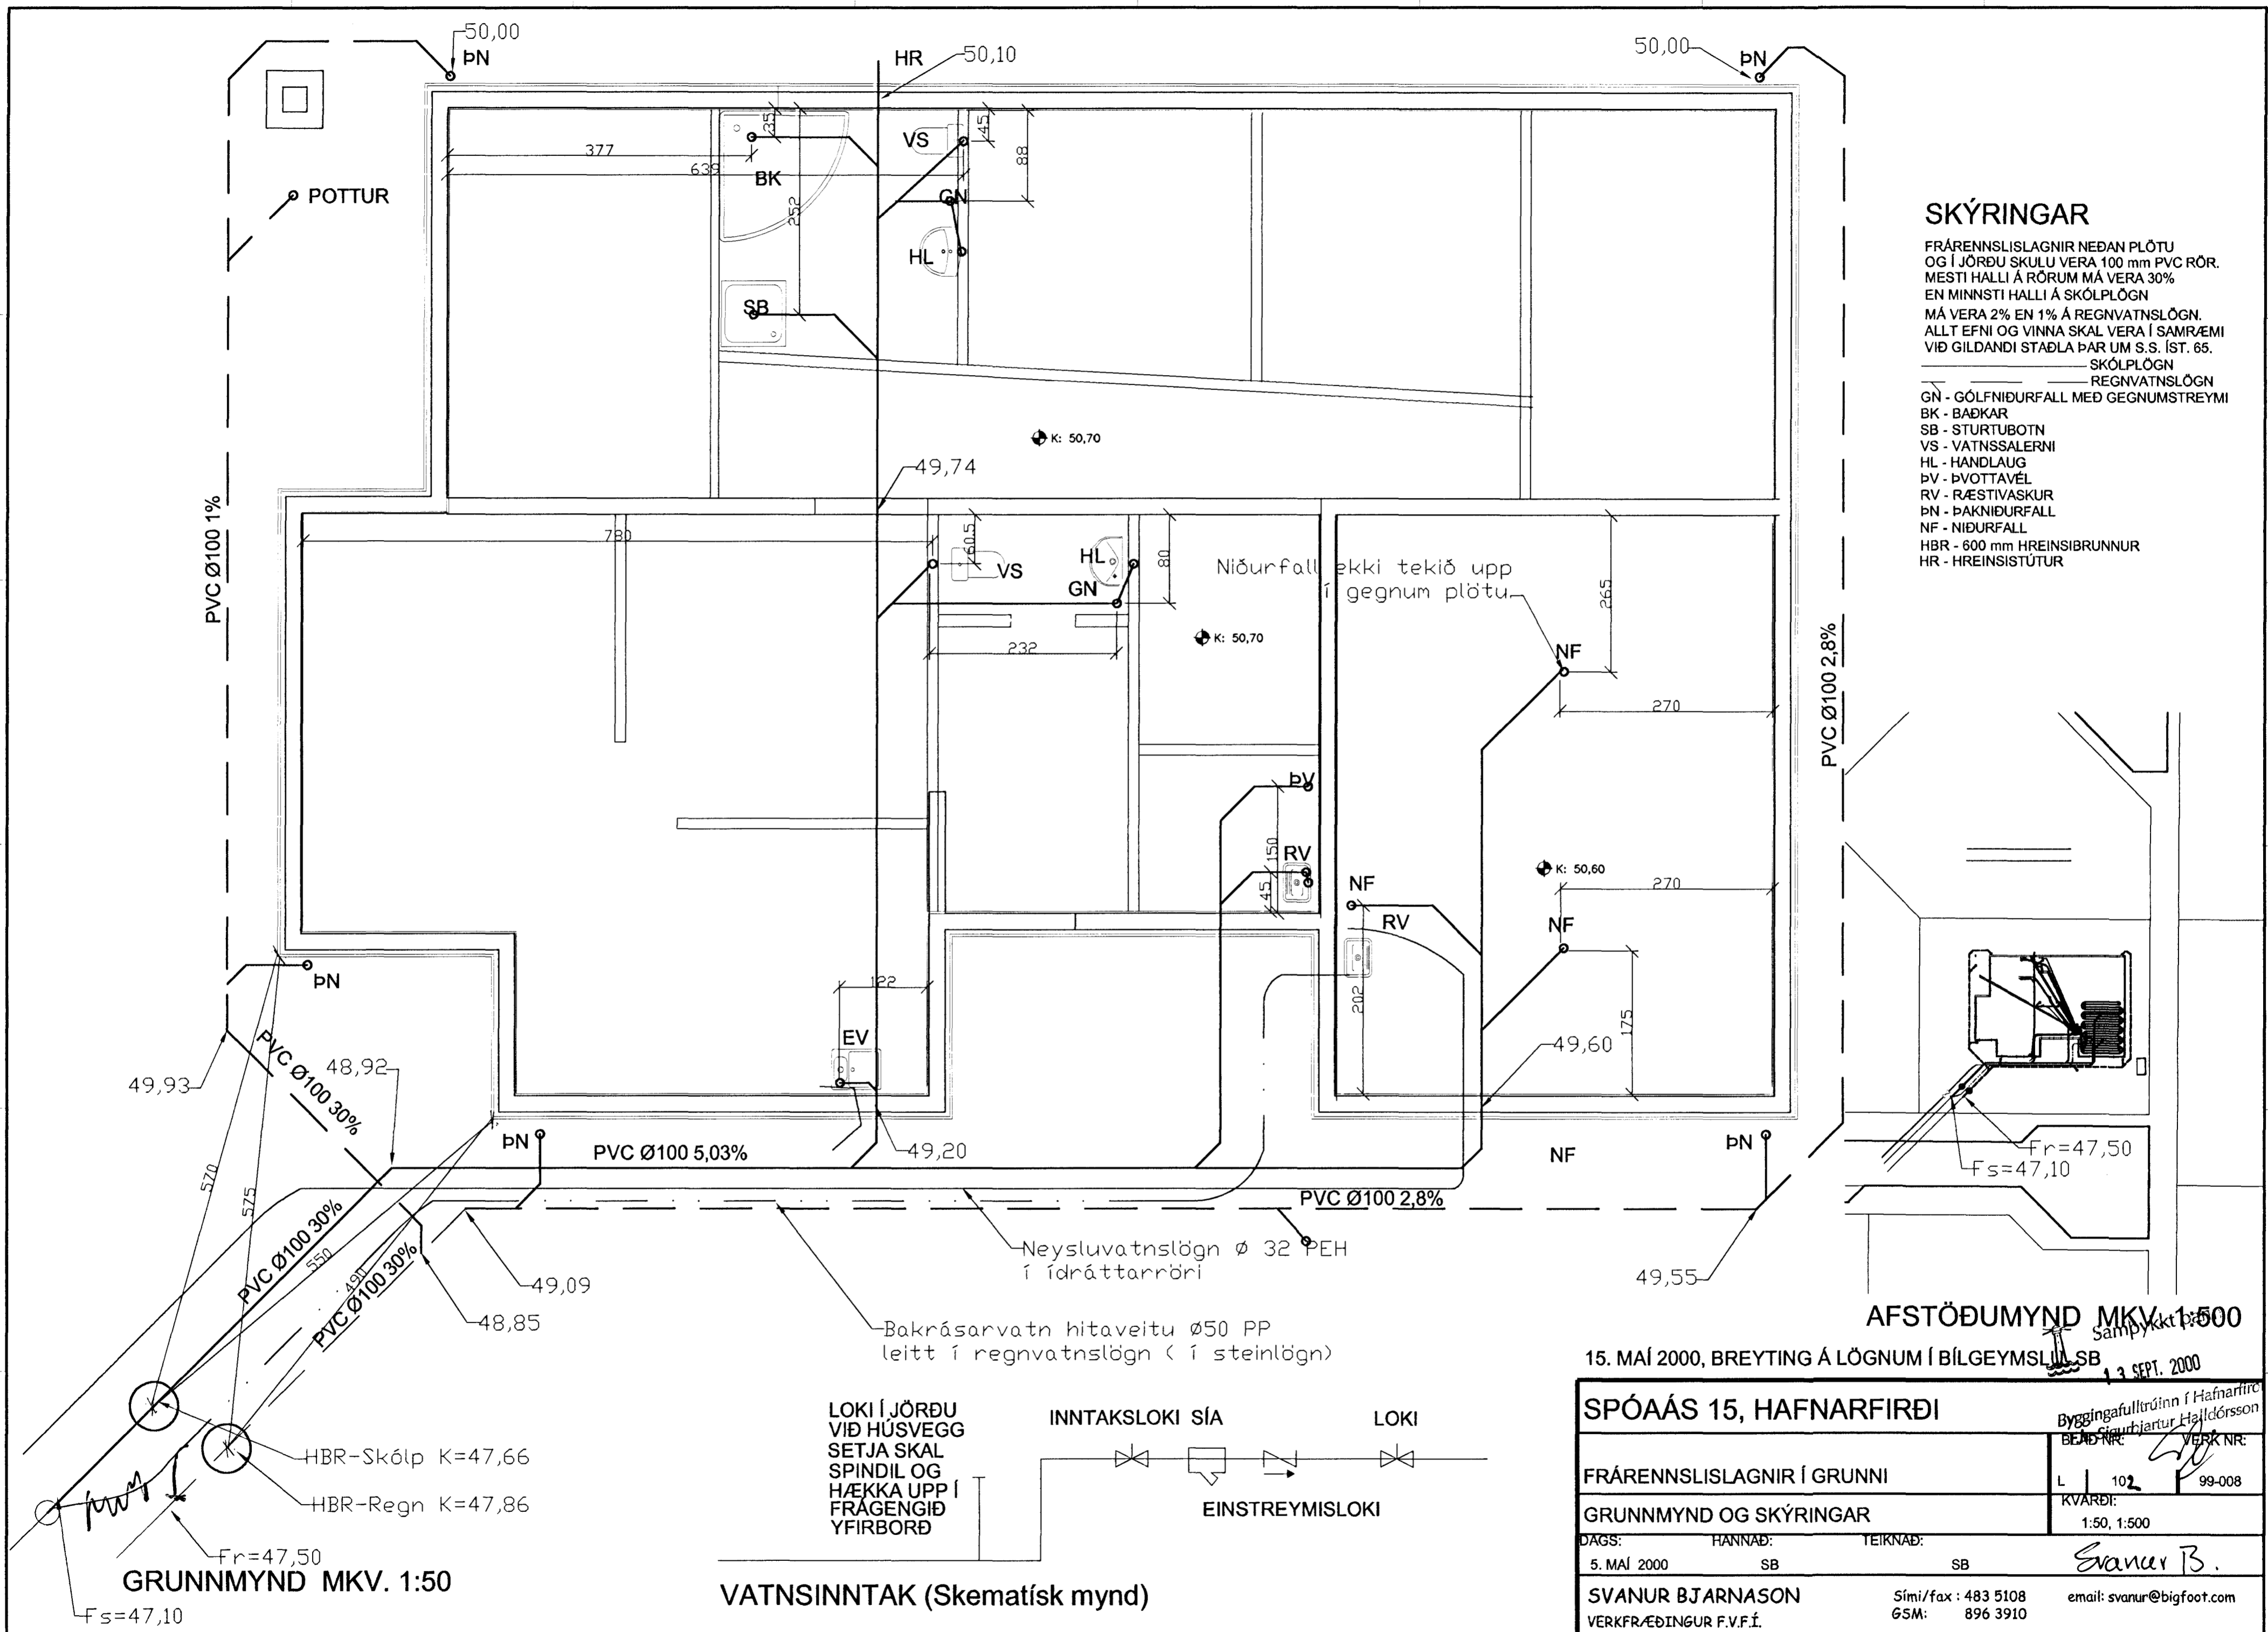 50,00
ÞN
HR
50,10
50,00
ÞN
35
VS
45
377
639
88
BK
GN
252
HL
POTTUR
SB
K: 50,70
49,74
PVC Ø100 1%
780
60.5
VS
HL
80
GN
Niðurfall ekki tekið upp
í gegnum plötu
265
232
K: 50,70
NF
270
PVC Ø100 2,8%
ÞV
150
RV
45
NF
RV
K: 50,60
270
NF
202
175
49,60
ÞN
122
EV
PVC Ø100 30%
49,93
48,92
ÞN
PVC Ø100 5,03%
49,20
NF
ÞN
570
575
PVC Ø100 30%
550
490
PVC Ø100 30%
PVC Ø100 2,8%
49,09
48,85
Neysluvatnslögn Ø 32 PEH
í ídráttarröri
49,55
Bakrásarvatn hitaveitu Ø50 PP
leitt í regnvatnslögn ( í steinlögn)
HBR-Skólp K=47,66
HBR-Regn K=47,86
Fr=47,50
Fs=47,10
GRUNNMYND MKV. 1:50
LOKI Í JÖRÐU
VIÐ HÚSVEGG
SETJA SKAL
SPINDIL OG
HÆKKA UPP Í
FRÁGENGIÐ
YFIRBORÐ
INNTAKSLOKI SÍA
LOKI
EINSTREYMISLOKI
VATNSINNTAK (Skematísk mynd)
SKÝRINGAR
FRÁRENNSLISLAGNIR NEÐAN PLÖTU
OG Í JÖRÐU SKULU VERA 100 mm PVC RÖR.
MESTI HALLI Á RÖRUM MÁ VERA 30%
EN MINNSTI HALLI Á SKÓLPLÖGN
MÁ VERA 2% EN 1% Á REGNVATNSLÖGN.
ALLT EFNI OG VINNA SKAL VERA Í SAMRÆMI
VIÐ GILDANDI STAÐLA ÞAR UM S.S. ÍST. 65.
SKÓLPLÖGN
REGNVATNSLÖGN
GN - GÓLFNIÐURFALL MEÐ GEGNUMSTREYMI
BK - BAÐKAR
SB - STURTUBOTN
VS - VATNSSALERNI
HL - HANDLAUG
ÞV - ÞVOTTAVÉL
RV - RÆSTIVASKUR
ÞN - ÞAKNIÐURFALL
NF - NIÐURFALL
HBR - 600 mm HREINSIBRUNNUR
HR - HREINSISTÚTUR
Fr=47,50
Fs=47,10
AFSTÖÐUMYND MKV. 1:500
Samþykkt þann
13 SEPT. 2000
15. MAÍ 2000, BREYTING Á LÖGNUM Í BÍLGEYMSLU SB
SPÓAÁS 15, HAFNARFIRÐI
Byggingafulltrúinn í Hafnarfirð
Sigurbjartur Halldórsson
BLAÐ NR:
VERK NR:
FRÁRENNSLISLAGNIR Í GRUNNI
L 102 99-008
KVARÐI:
GRUNNMYND OG SKÝRINGAR
1:50, 1:500
DAGS: HANNAÐ: TEIKNAÐ:
5. MAÍ 2000 SB SB
Svanur B.
SVANUR BJARNASON
Sími/fax : 483 5108
email: svanur@bigfoot.com
VERKFRÆÐINGUR F.V.F.Í.
GSM: 896 3910